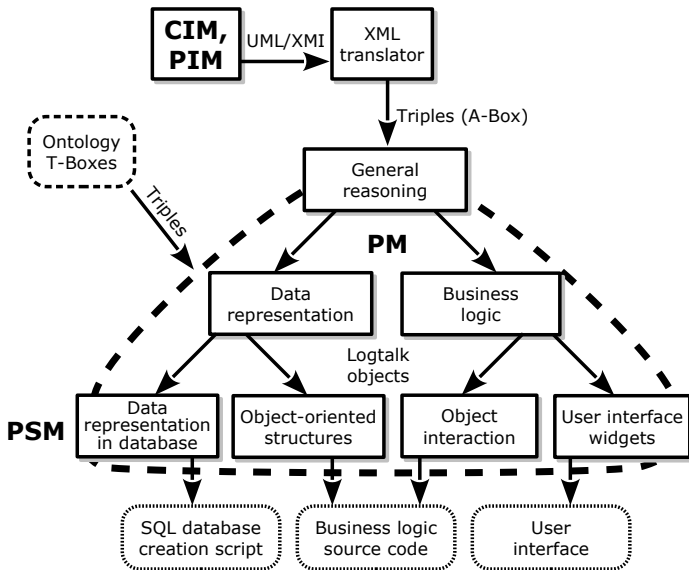 CIM,
PIM
UML/XMI
XML
translator
Triples (A-Box)
Ontology
T-Boxes
General
reasoning
Triples
PM
Data
representation
Business
logic
Logtalk
objects
PSM
Data
representation
in database
Object-oriented
structures
Object
interaction
User interface
widgets
SQL database
creation script
Business logic
source code
User
interface